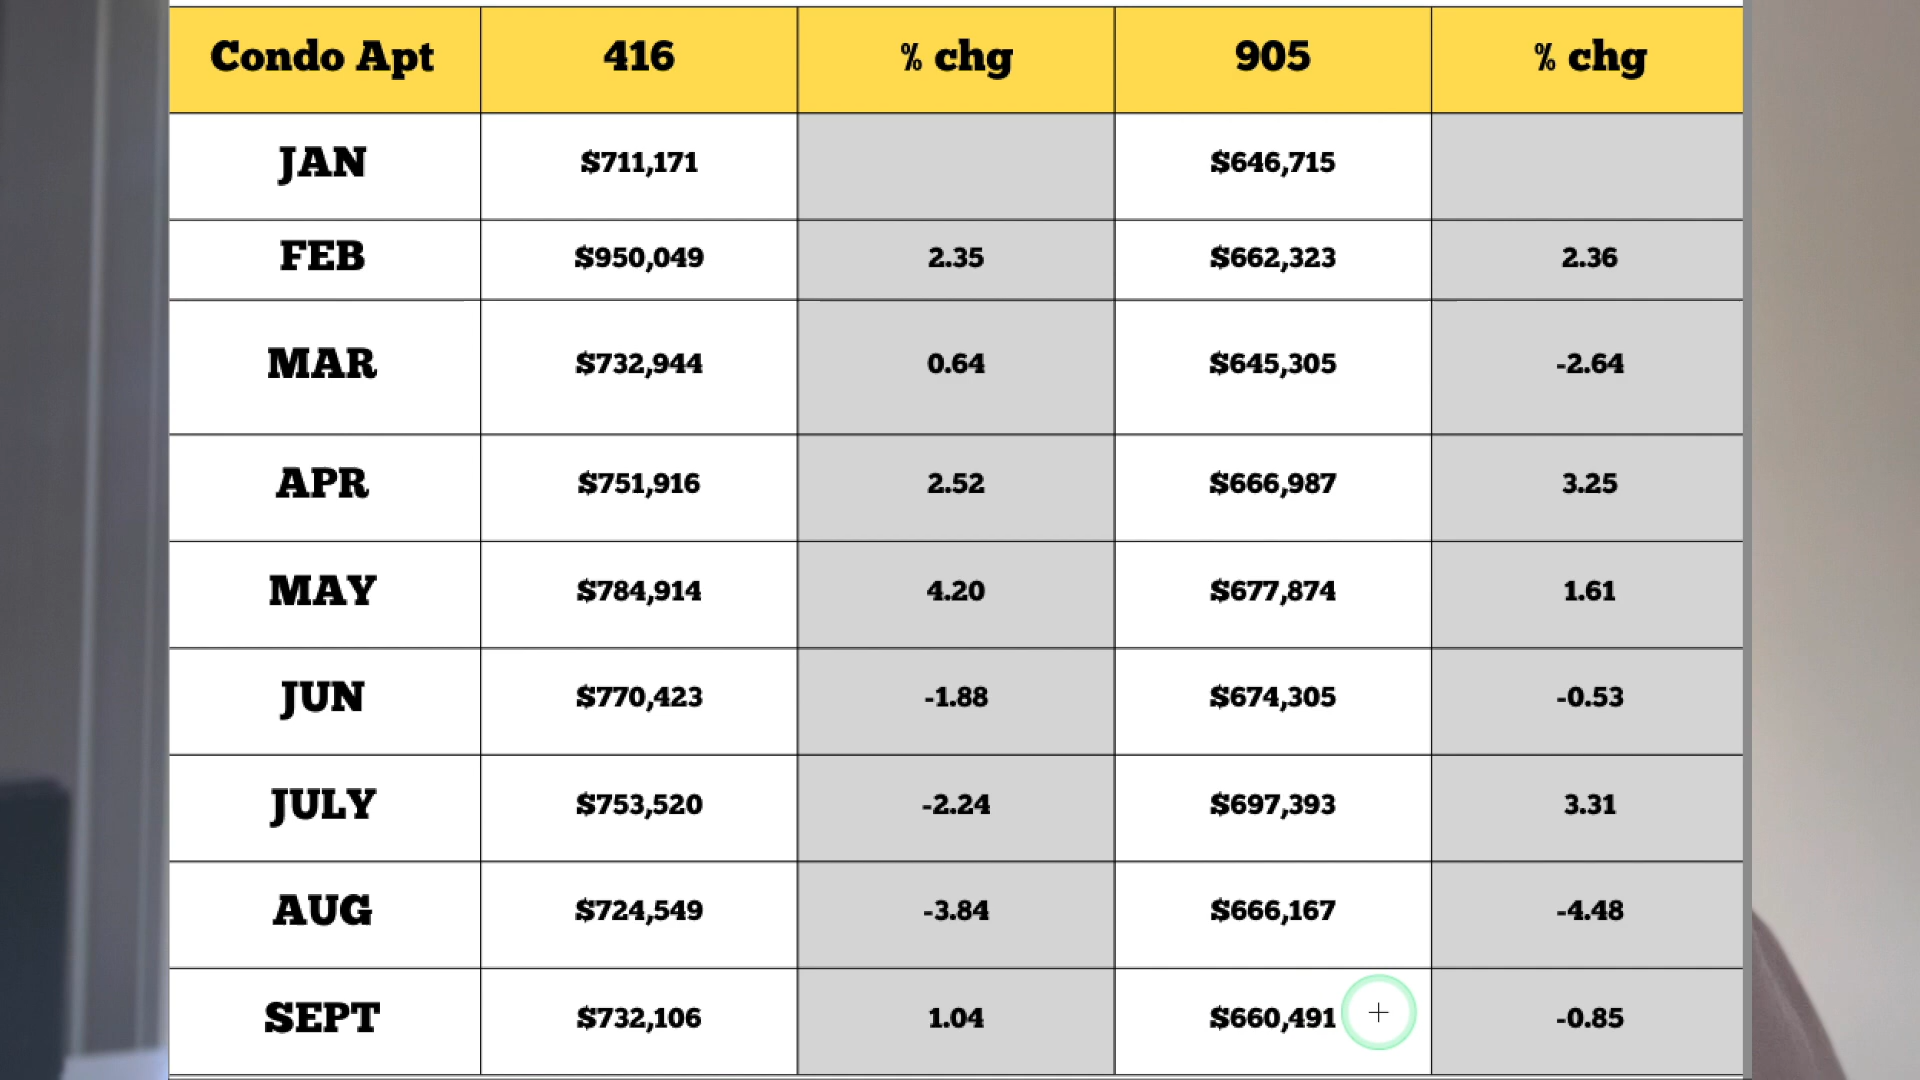 Condo Apt 416 % chg 905 % chg
JAN $711,171 $646,715
FEB $950,049 2.35 $662,323 2.36
MAR $732,944 0.64 $645,305 -2.64
APR $751,916 2.52 $666,987 3.25
MAY $784,914 4.20 $677,874 1.61
JUN $770,423 -1.88 $674,305 -0.53
JULY $753,520 -2.24 $697,393 3.31
AUG $724,549 -3.84 $666,167 -4.48
SEPT $732,106 1.04 $660,491 -0.85